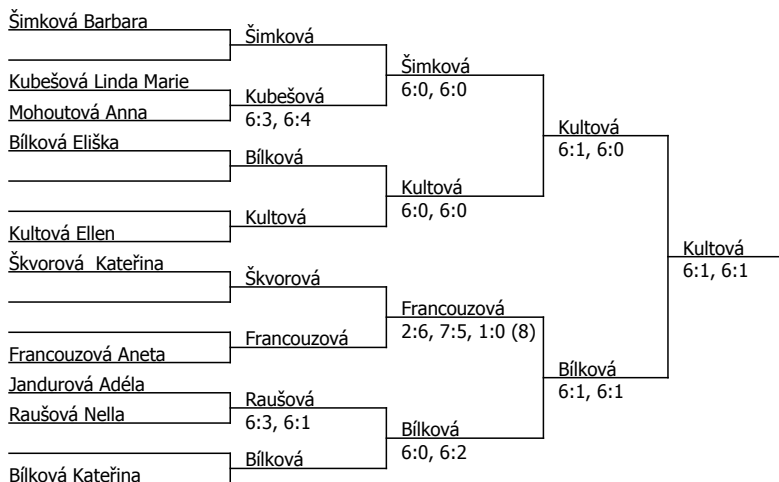 Šimková Barbara
Šimková
Šimková
6:0, 6:0
Kubešová Linda Marie
Kubešová
6:3, 6:4
Mohoutová Anna
Kultová
6:1, 6:0
Bílková Eliška
Bílková
Kultová
6:0, 6:0
Kultová
Kultová Ellen
Kultová
6:1, 6:1
Škvorová  Kateřina
Škvorová
Francouzová
2:6, 7:5, 1:0 (8)
Francouzová
Francouzová Aneta
Bílková
6:1, 6:1
Jandurová Adéla
Raušová
6:3, 6:1
Raušová Nella
Bílková
6:0, 6:2
Bílková
Bílková Kateřina